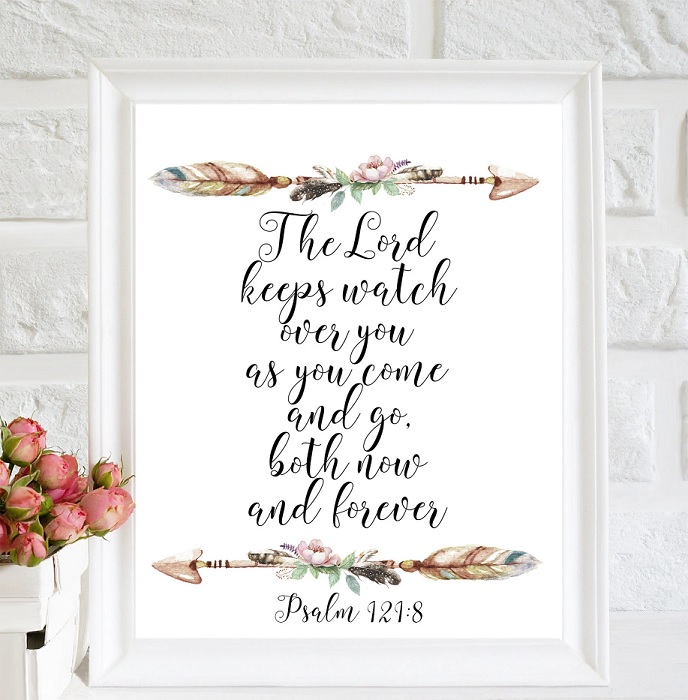 The Lord
keeps watch
over you
as you come
and go,
both now
and forever
Psalm 121:8